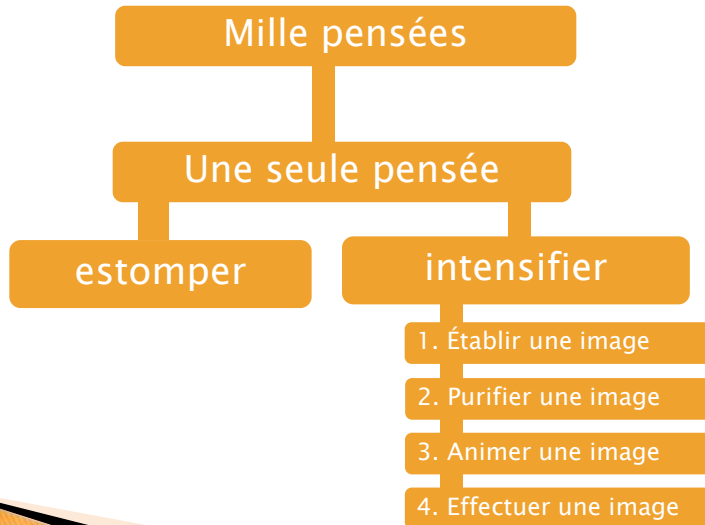 Mille pensées
Une seule pensée
estomper
intensifier
1. Établir une image
2. Purifier une image
3. Animer une image
4. Effectuer une image